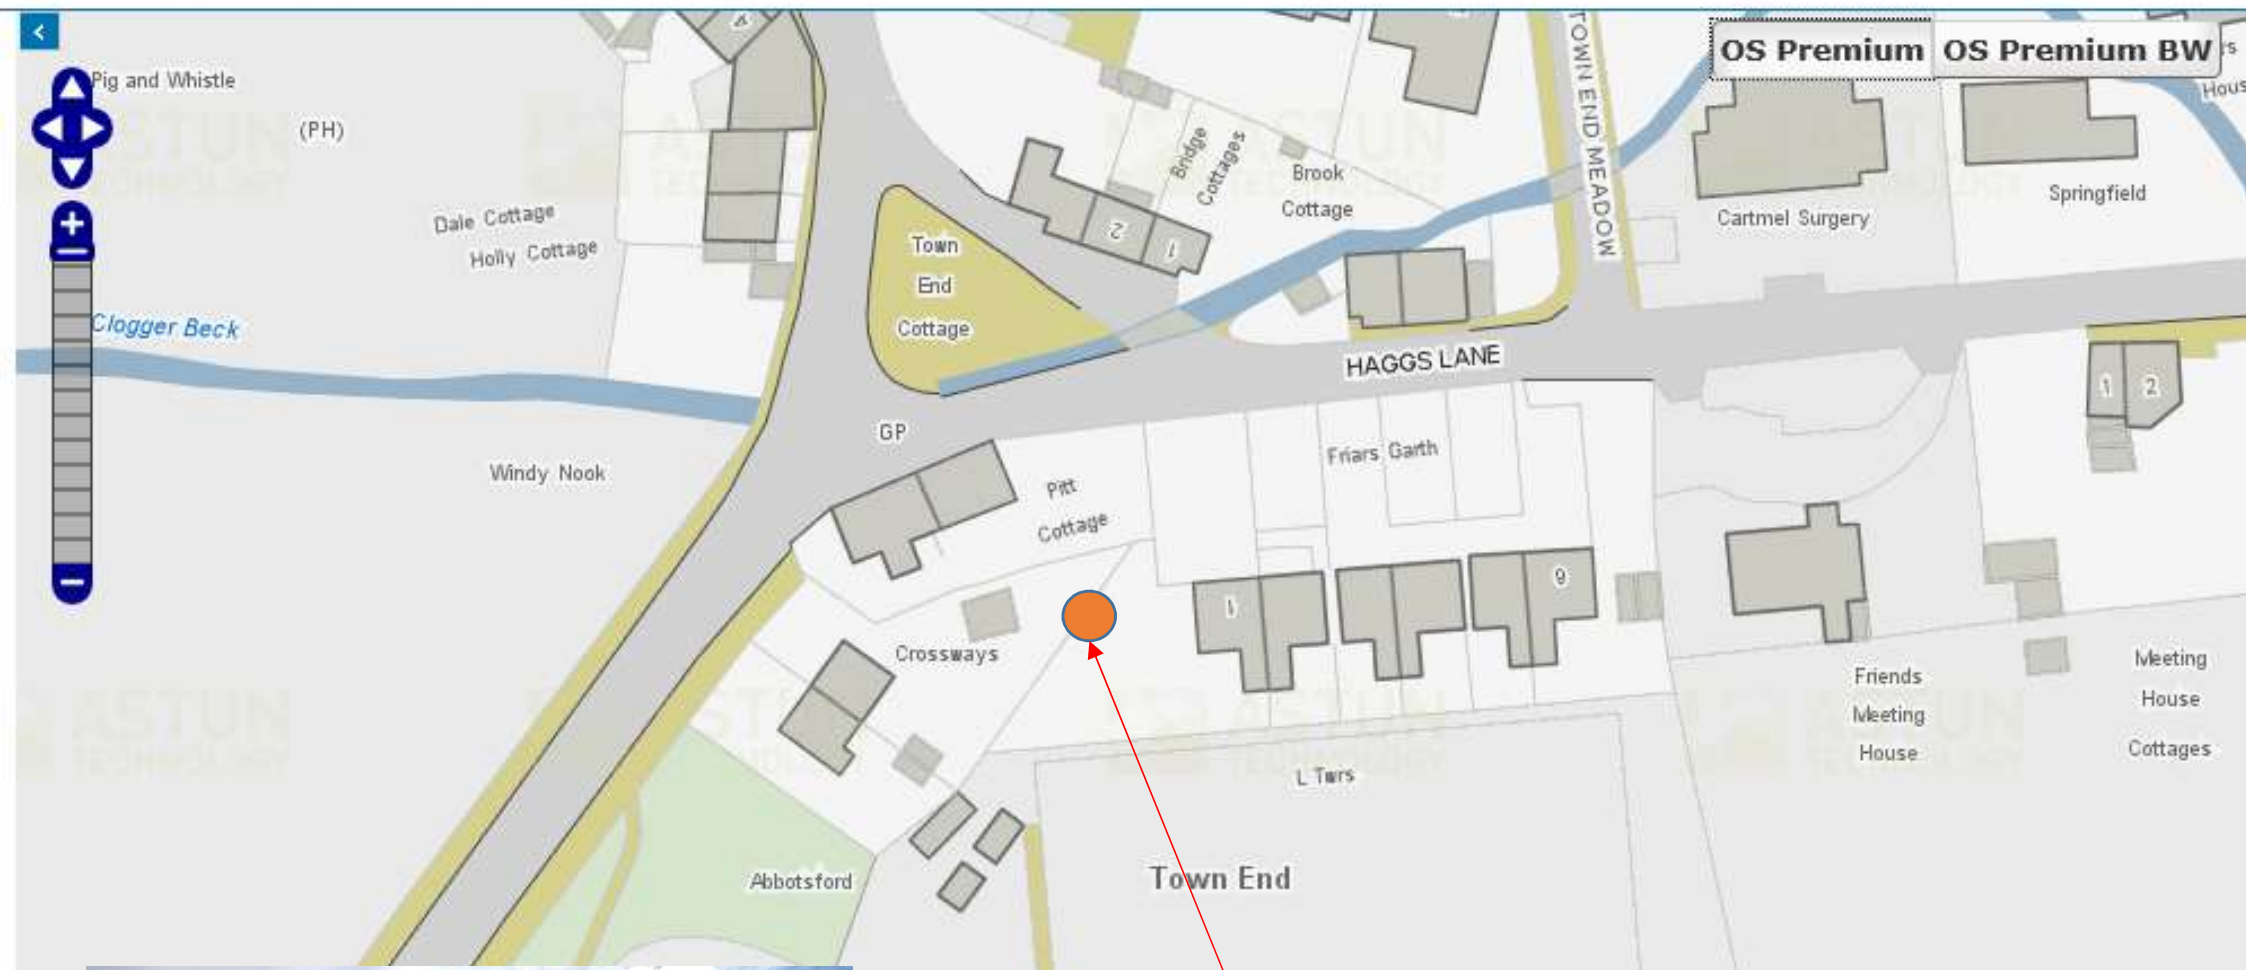 OS Premium
OS Premium BW
Pig and Whistle
(PH)
Dale Cottage
Holly Cottage
Clogger Beck
Windy Nook
Town
End
Cottage
GP
Bridge
Cottages
2
1
Brook
Cottage
TOWN END MEADOW
HAGGS LANE
Cartmel Surgery
Springfield
1
2
Friars Garth
Pitt
Cottage
Crossways
1
9
L Twrs
Friends
Meeting
House
Meeting
House
Cottages
Abbotsford
Town End
ASTUN
TECHNOLOGY